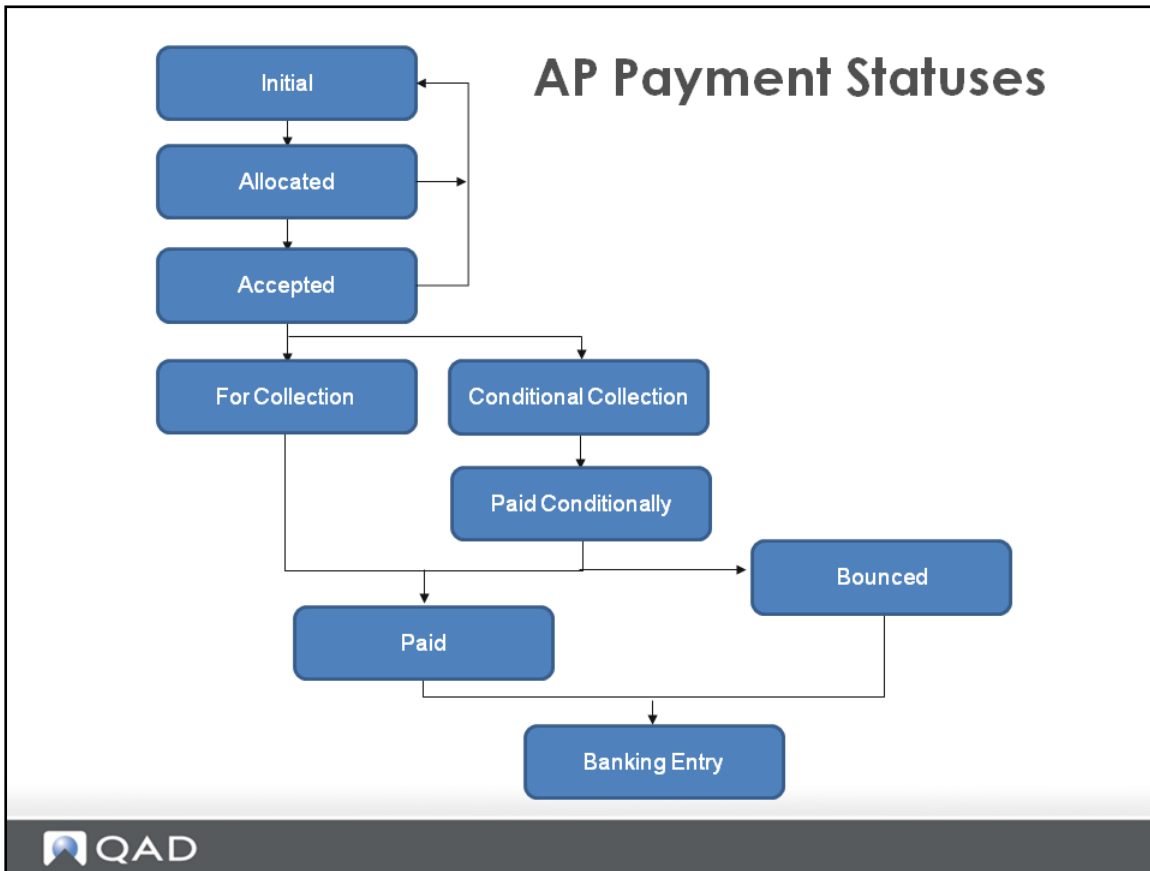 AP Payment Statuses
Initial
Allocated
Accepted
For Collection
Conditional Collection
Paid Conditionally
Bounced
Paid
Banking Entry
QAD